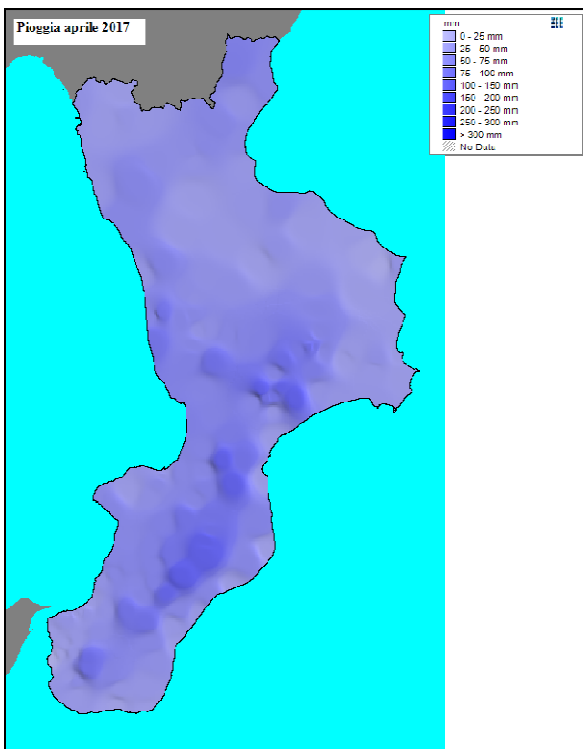 Pioggia aprile 2017
mm
0 - 25 mm
25 - 50 mm
50 - 75 mm
75 - 100 mm
100 - 150 mm
150 - 200 mm
200 - 250 mm
250 - 300 mm
> 300 mm
No Data